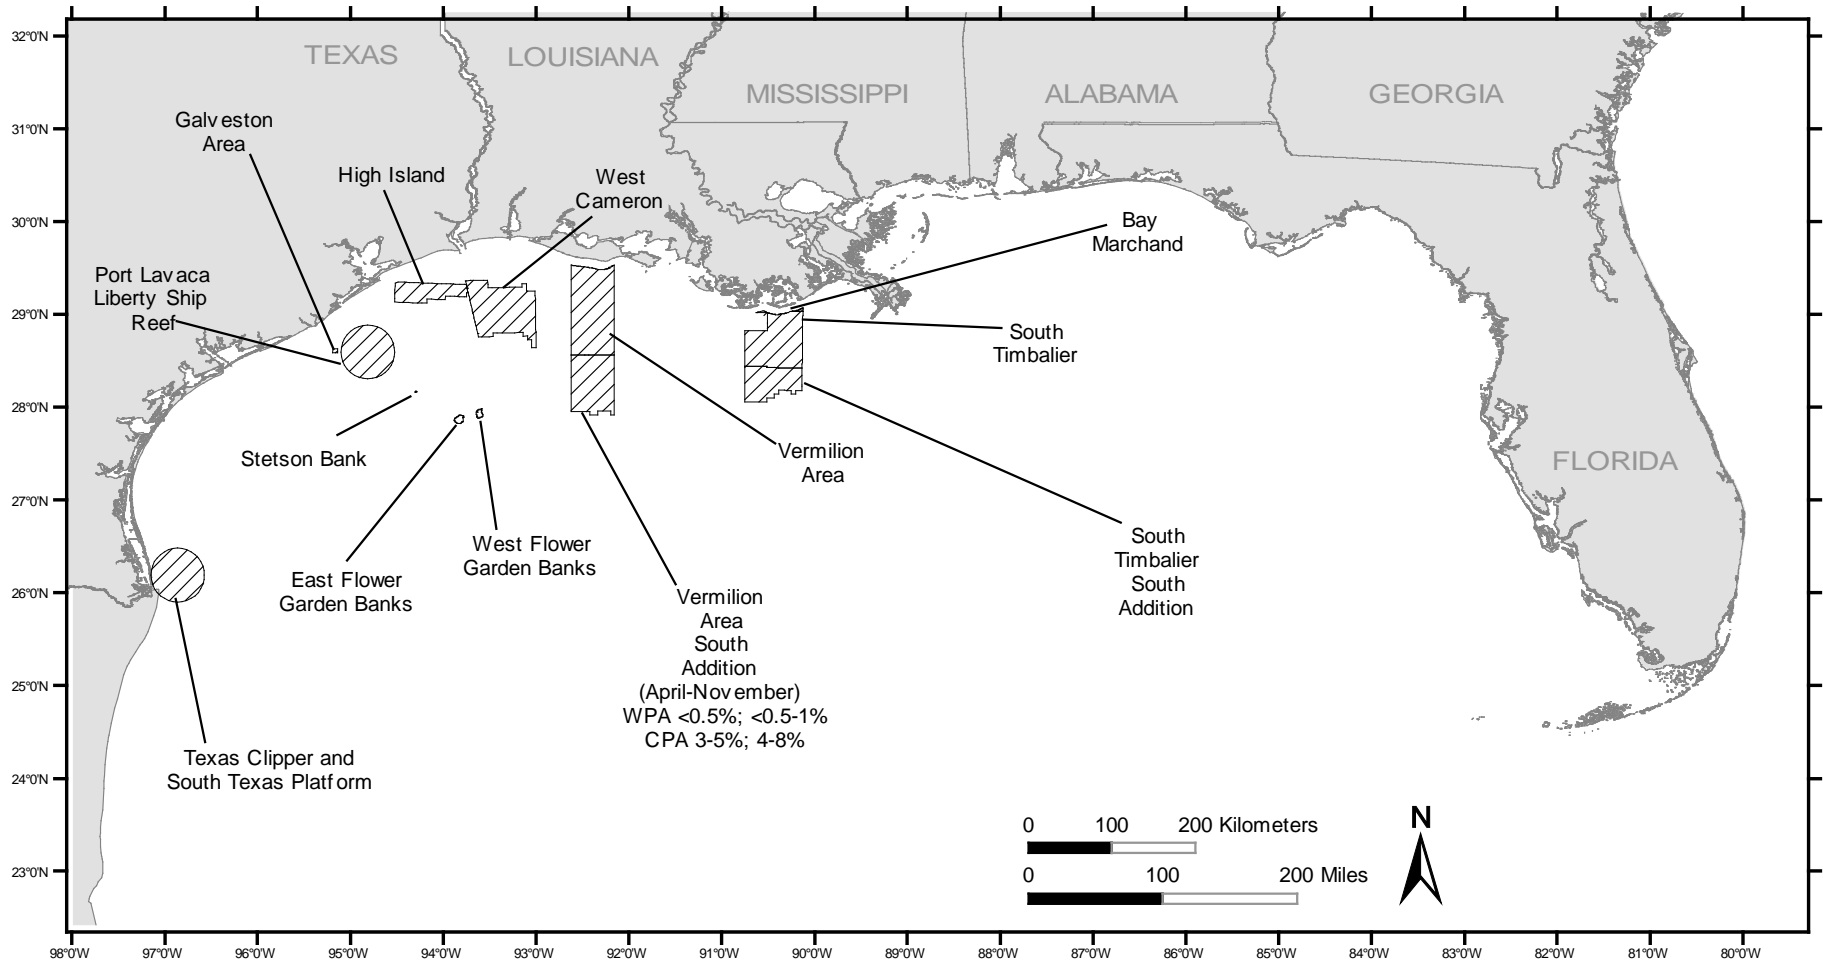 TEXAS
LOUISIANA
MISSISSIPPI
ALABAMA
GEORGIA
FLORIDA
Galveston
Area
High Island
West
Cameron
Bay
Marchand
Port Lavaca
Liberty Ship
Reef
South
Timbalier
Stetson Bank
Vermilion
Area
West Flower
Garden Banks
East Flower
Garden Banks
South
Timbalier
South
Addition
Vermilion
Area
South
Addition
(April-November)
WPA <0.5%; <0.5-1%
CPA 3-5%; 4-8%
Texas Clipper and
South Texas Platform
N
0 100 200 Kilometers
0 100 200 Miles
32°0'N
31°0'N
30°0'N
29°0'N
28°0'N
27°0'N
26°0'N
25°0'N
24°0'N
23°0'N
98°0'W 97°0'W 96°0'W 95°0'W 94°0'W 93°0'W 92°0'W 91°0'W 90°0'W 89°0'W 88°0'W 87°0'W 86°0'W 85°0'W 84°0'W 83°0'W 82°0'W 81°0'W 80°0'W